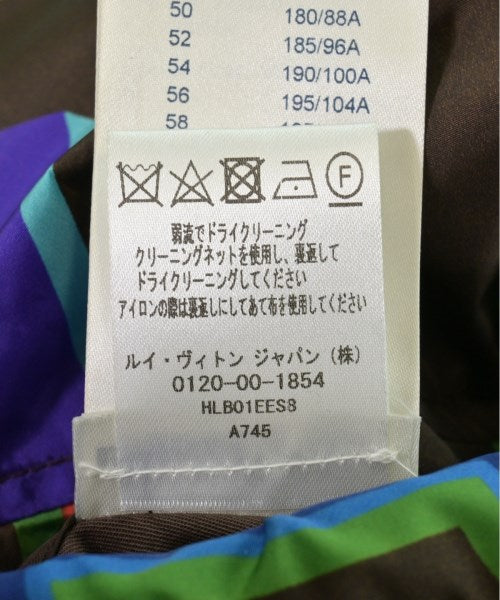 50 180/88A
52 185/96A
54 190/100A
56 195/104A
58
F
弱流でドライクリーニング
クリーニングネットを使用し、裏返して
ドライクリーニングしてください
アイロンの際は裏返しにしてあて布を使用してください
ルイ・ヴィトン ジャパン (株)
0120-00-1854
HLB01EES8
A745